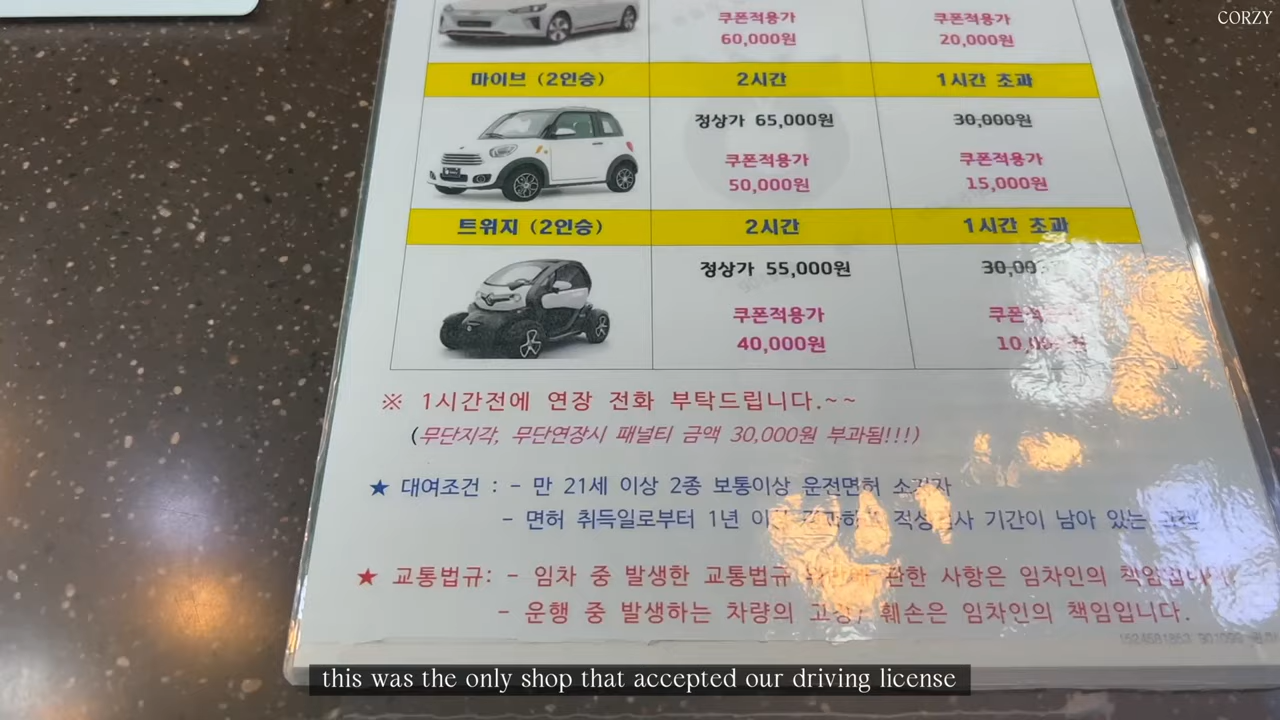 CORZY
쿠폰적용가 쿠폰적용가
60,000원 20,000원
마이브 (2인승) 2시간 1시간 초과
정상가 65,000원 30,000원
쿠폰적용가 쿠폰적용가
50,000원 15,000원
트위지 (2인승) 2시간 1시간 초과
정상가 55,000원
쿠폰적용가
40,000원
※ 1시간전에 연장 전화 부탁드립니다.~~
(무단지각, 무단연장시 패널티 금액 30,000원 부과됨!!!)
★ 대여조건 : - 만 21세 이상 2종 보통이상 운전면허
- 면허 취득일로부터 1년 기간이 남아 있는
★ 교통법규: - 임차 중 발생한 교통법규 관한 사항은 임차인의
- 운행 중 발생하는 차량의 훼손은 임차인의 책임입니다.
this was the only shop that accepted our driving license